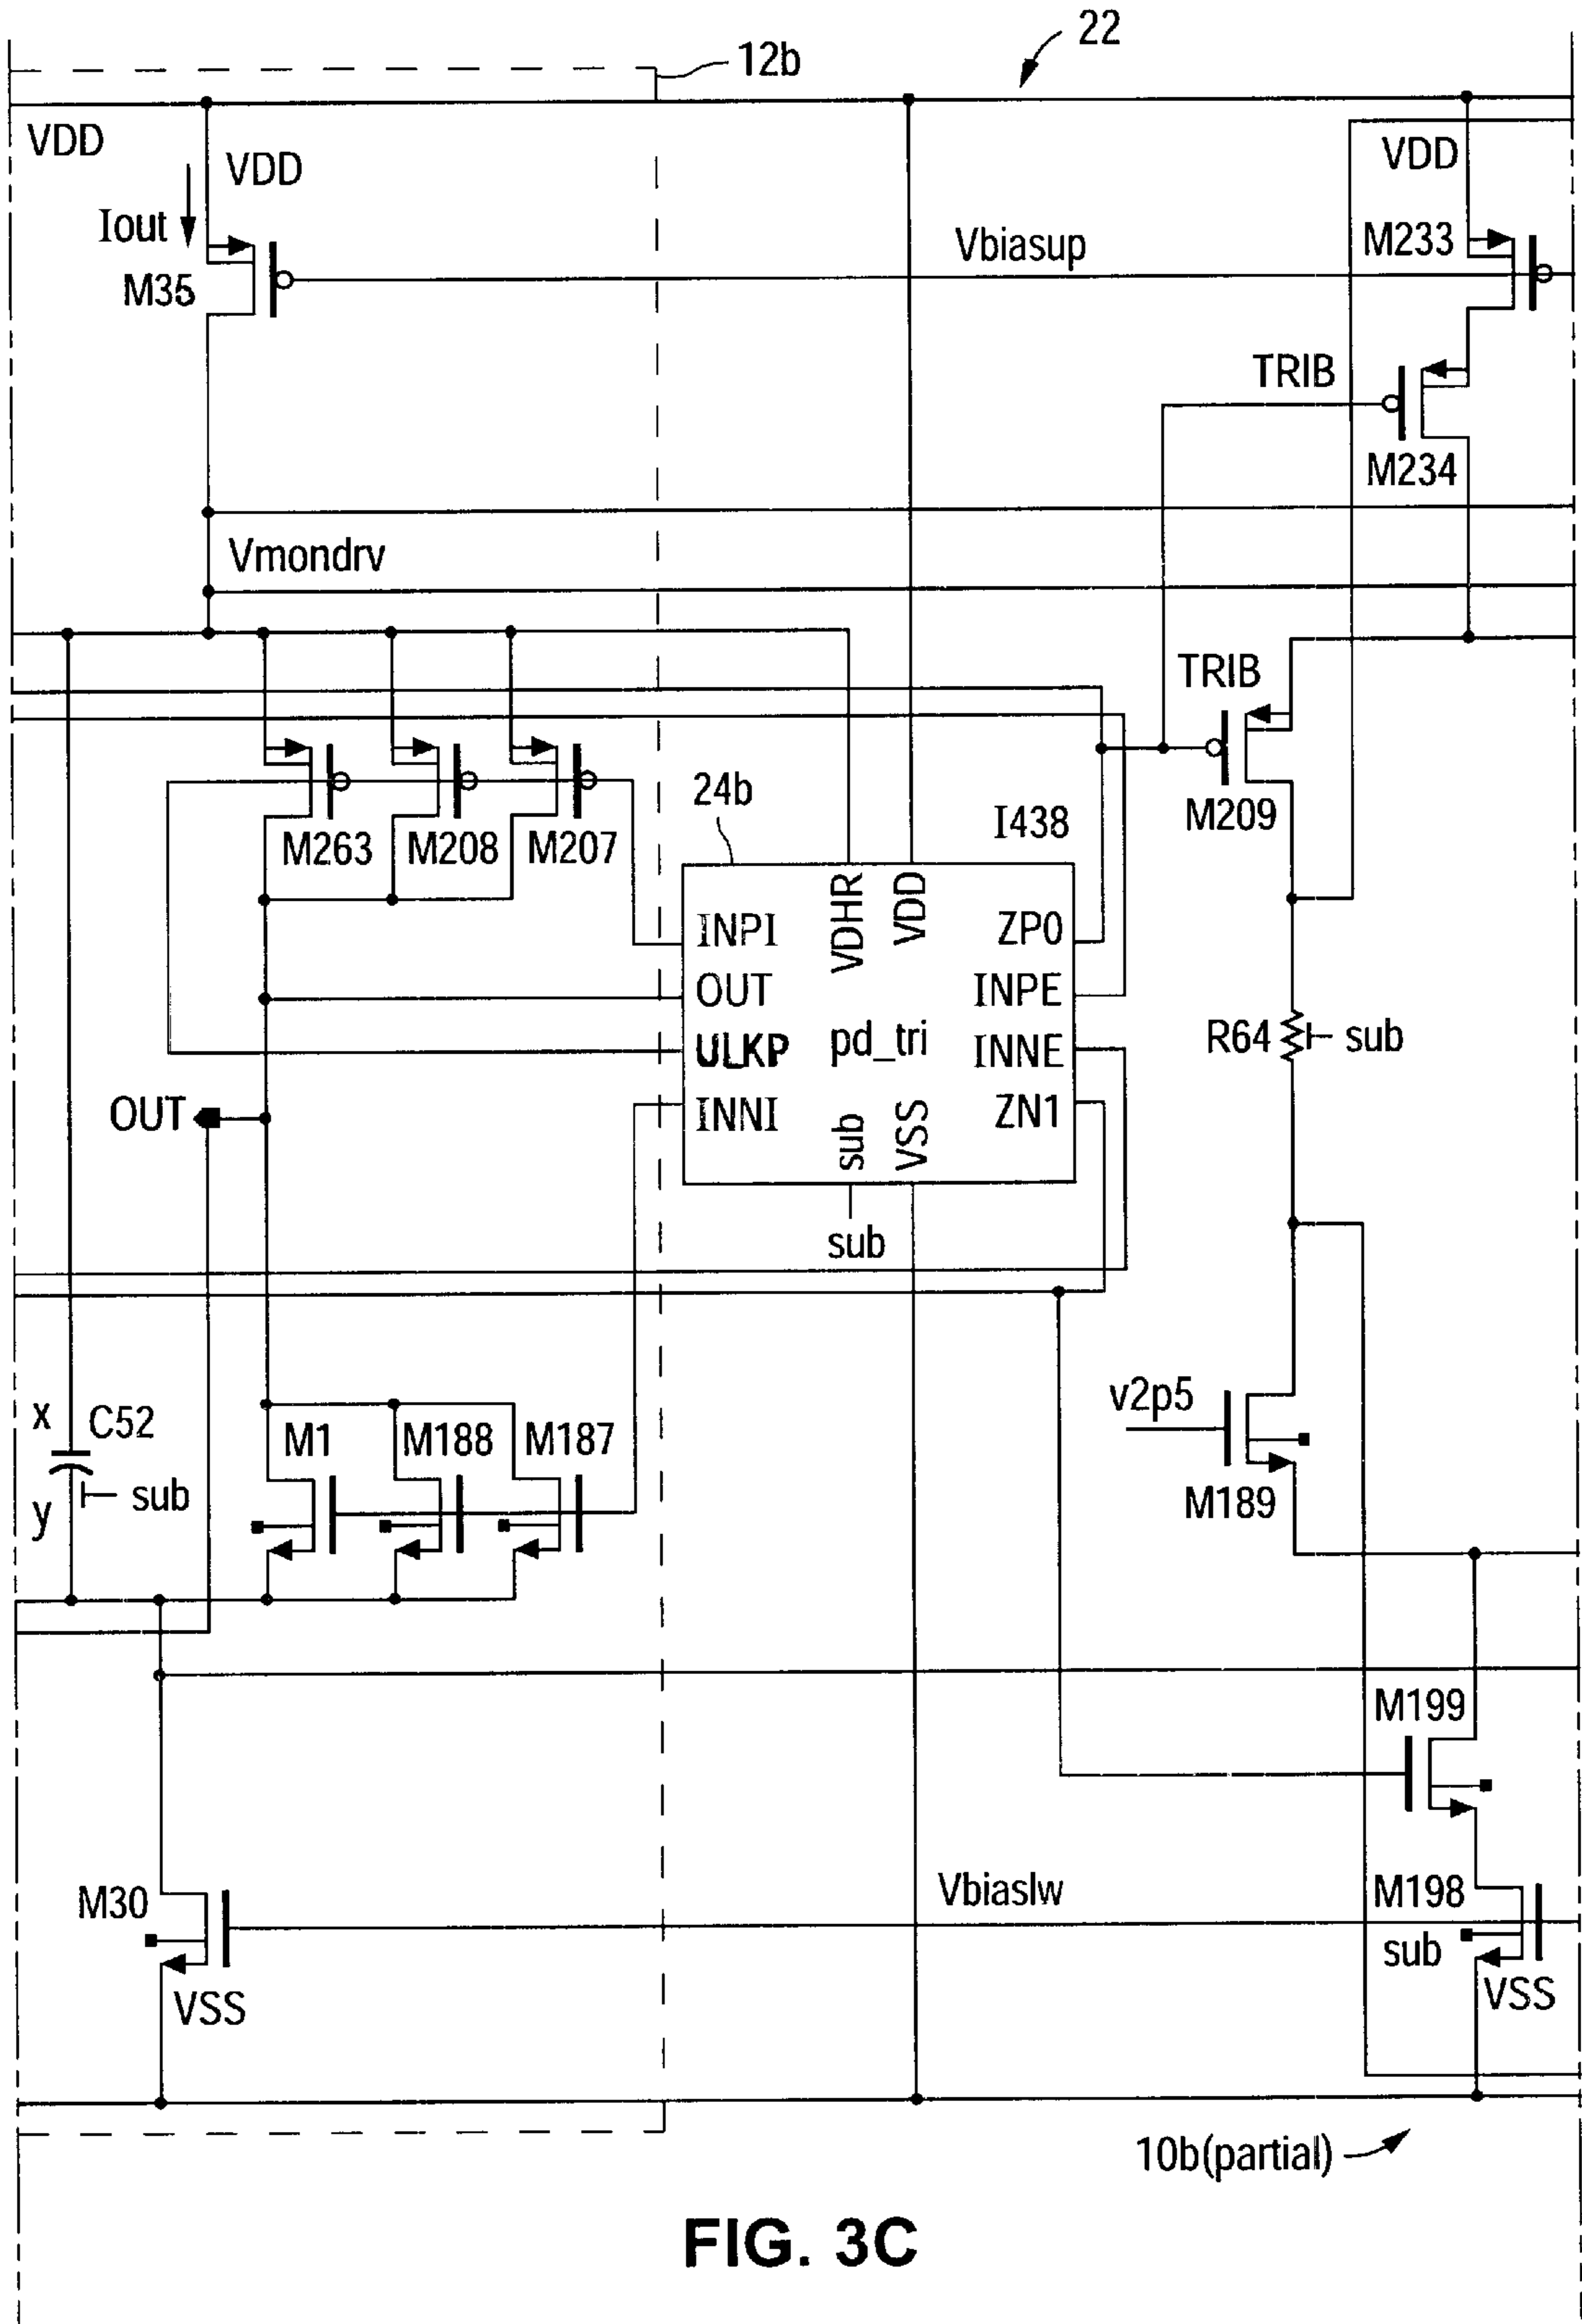 22
12b
VDD
VDD
VDD
Iout
M35
Vbiasup
M233
TRIB
M234
Vmondrv
TRIB
M209
24b
I438
M263
M208
M207
VDHR
VDD
INPI
ZP0
OUT
INPE
ULKP
pd_tri
INNE
INNI
ZN1
sub
VSS
R64
sub
OUT
sub
x
C52
y
sub
M1
M188
M187
v2p5
M189
M199
M30
Vbiaslw
M198
sub
VSS
VSS
10b(partial)
FIG. 3C